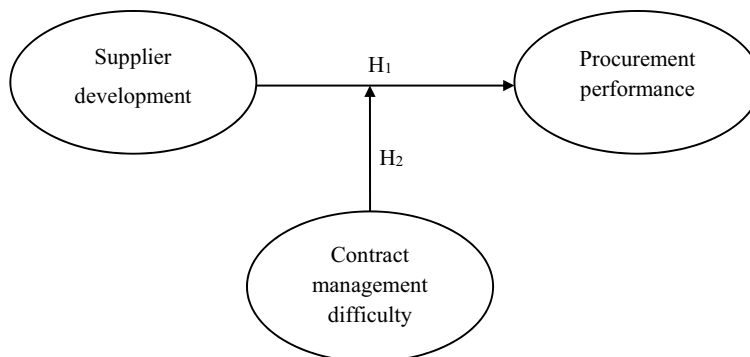 Supplier
development
H1
Procurement
performance
H2
Contract
management
difficulty